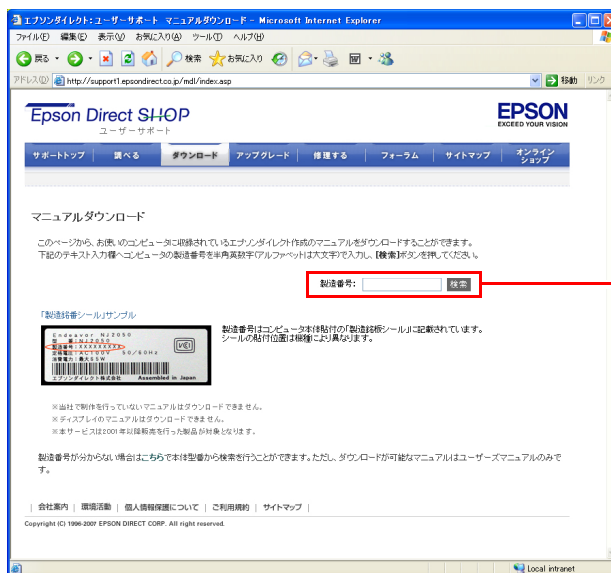 エプソンダイレクト:ユーザーサポート マニュアルダウンロード - Microsoft Internet Explorer
ファイル(F) 編集(E) 表示(V) お気に入り(A) ツール(T) ヘルプ(H)
戻る 検索 お気に入り
アドレス(D) http://support1.epsondirect.co.jp/mdl/index.asp 移動 リンク
Epson Direct SHOP
ユーザーサポート
EPSON
EXCEED YOUR VISION
サポートトップ 調べる ダウンロード アップグレード 修理する フォーラム サイトマップ オンラインショップ
マニュアルダウンロード
このページから、お使いのコンピュータに収録されているエプソンダイレクト作成のマニュアルをダウンロードすることができます。
下記のテキスト入力欄へコンピュータの製造番号を半角英数字(アルファベットは大文字)で入力し、【検索】ボタンを押してください。
製造番号: 検索
「製造銘番シール」サンプル
Endeavor NJ2050
型 番:NJ2050
製造番号:XXXXXXXXX
定格電圧:AC100V 50/60Hz
消費電力:最大85W
VCI
エプソンダイレクト株式会社 Assembled in Japan
製造番号はコンピュータ本体貼付の「製造銘板シール」に記載されています。
シールの貼付位置は機種により異なります。
※当社で制作を行っていないマニュアルはダウンロードできません。
※ディスプレイのマニュアルはダウンロードできません。
※本サービスは2001年以降販売を行った製品が対象となります。
製造番号が分からない場合はこちらで本体型番から検索を行うことができます。ただし、ダウンロードが可能なマニュアルはユーザーズマニュアルのみで
す。
| 会社案内 | 環境活動 | 個人情報保護について | ご利用規約 | サイトマップ |
Copyright (C) 1996-2007 EPSON DIRECT CORP. All right reserved.
Local intranet